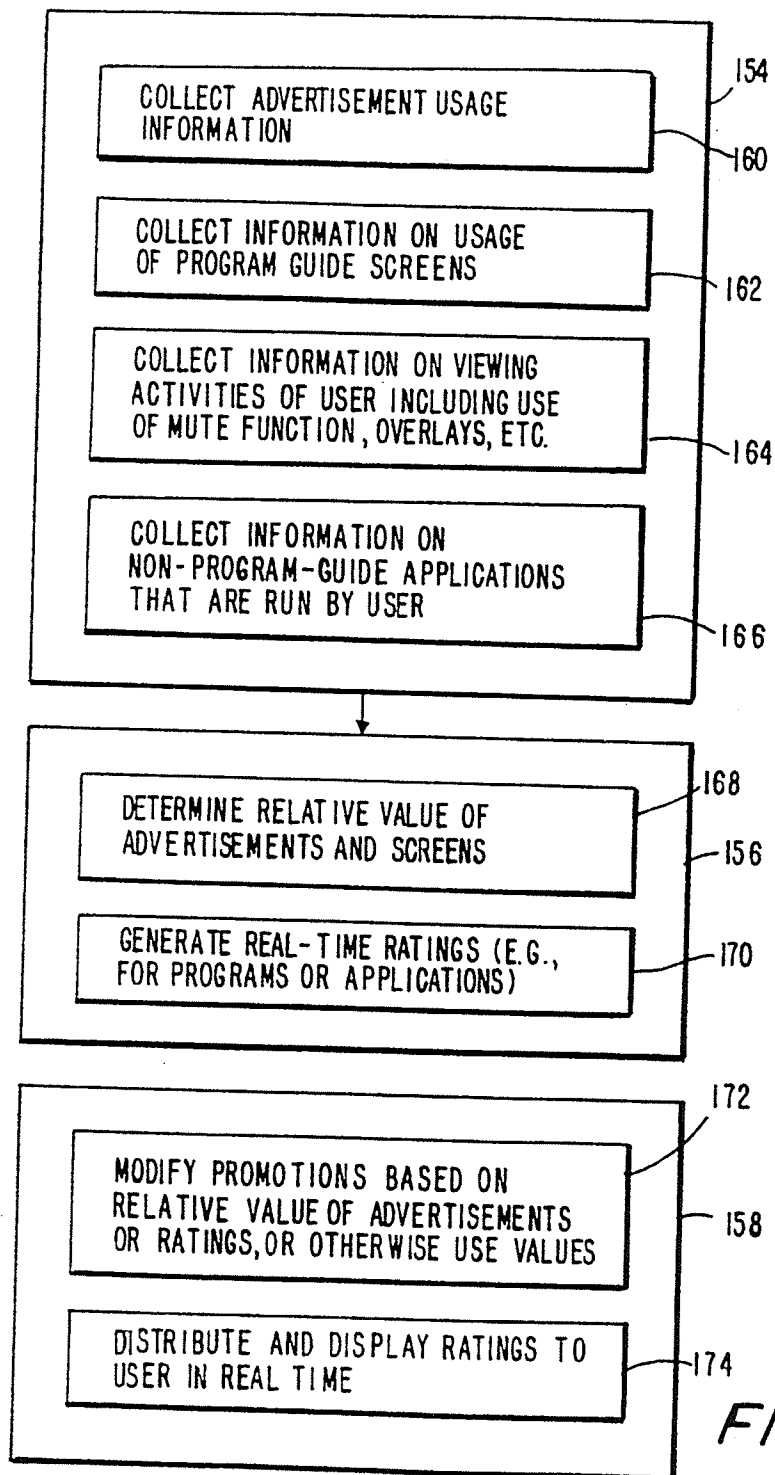 154
COLLECT ADVERTISEMENT USAGE
INFORMATION
160
COLLECT INFORMATION ON USAGE
OF PROGRAM GUIDE SCREENS
162
COLLECT INFORMATION ON VIEWING
ACTIVITIES OF USER INCLUDING USE
OF MUTE FUNCTION, OVERLAYS, ETC.
164
COLLECT INFORMATION ON
NON-PROGRAM-GUIDE APPLICATIONS
THAT ARE RUN BY USER
166
168
DETERMINE RELATIVE VALUE OF
ADVERTISEMENTS AND SCREENS
156
GENERATE REAL-TIME RATINGS (E.G.,
FOR PROGRAMS OR APPLICATIONS)
170
172
MODIFY PROMOTIONS BASED ON
RELATIVE VALUE OF ADVERTISEMENTS
OR RATINGS, OR OTHERWISE USE VALUES
158
DISTRIBUTE AND DISPLAY RATINGS TO
USER IN REAL TIME
174